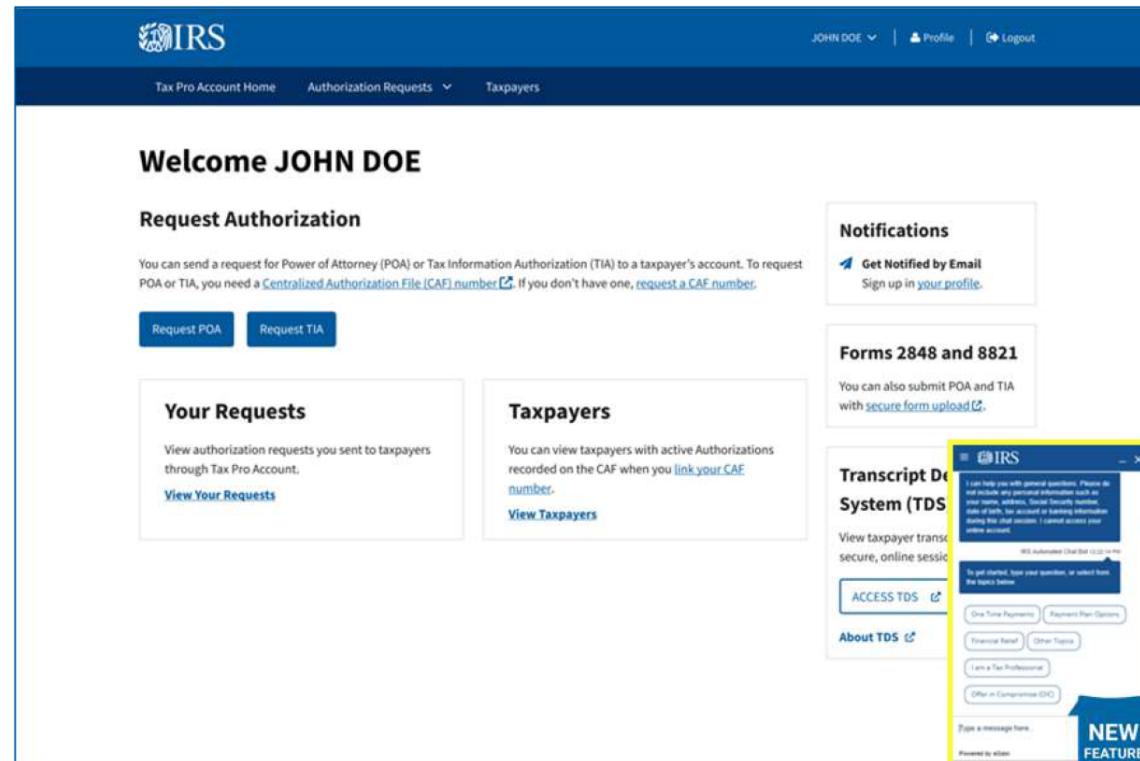 IRS
JOHN DOE
Profile
Logout
Tax Pro Account Home
Authorization Requests
Taxpayers
Welcome JOHN DOE
Request Authorization
You can send a request for Power of Attorney (POA) or Tax Information Authorization (TIA) to a taxpayer's account. To request
POA or TIA, you need a Centralized Authorization File (CAF) number. If you don't have one, request a CAF number.
Request POA
Request TIA
Your Requests
View authorization requests you sent to taxpayers
through Tax Pro Account.
View Your Requests
Taxpayers
You can view taxpayers with active Authorizations
recorded on the CAF when you link your CAF
number.
View Taxpayers
Notifications
Get Notified by Email
Sign up in your profile.
Forms 2848 and 8821
You can also submit POA and TIA
with secure form upload.
Transcript De
System (TDS
View taxpayer transc
secure, online sessio
ACCESS TDS
About TDS
IRS
I can help you with general questions. Please do
not include any personal information such as
your name, address, Social Security number,
date of birth, tax account or banking information
during this chat session. I cannot access your
online account.
IRS Automated Chat Bot
To get started, type your question, or select from
the topics below
One Time Payments
Payment Plan Options
Financial Relief
Other Topics
I am a Tax Professional
Offer in Compromise (OIC)
Type a message here...
Powered by eGain
NEW
FEATURE